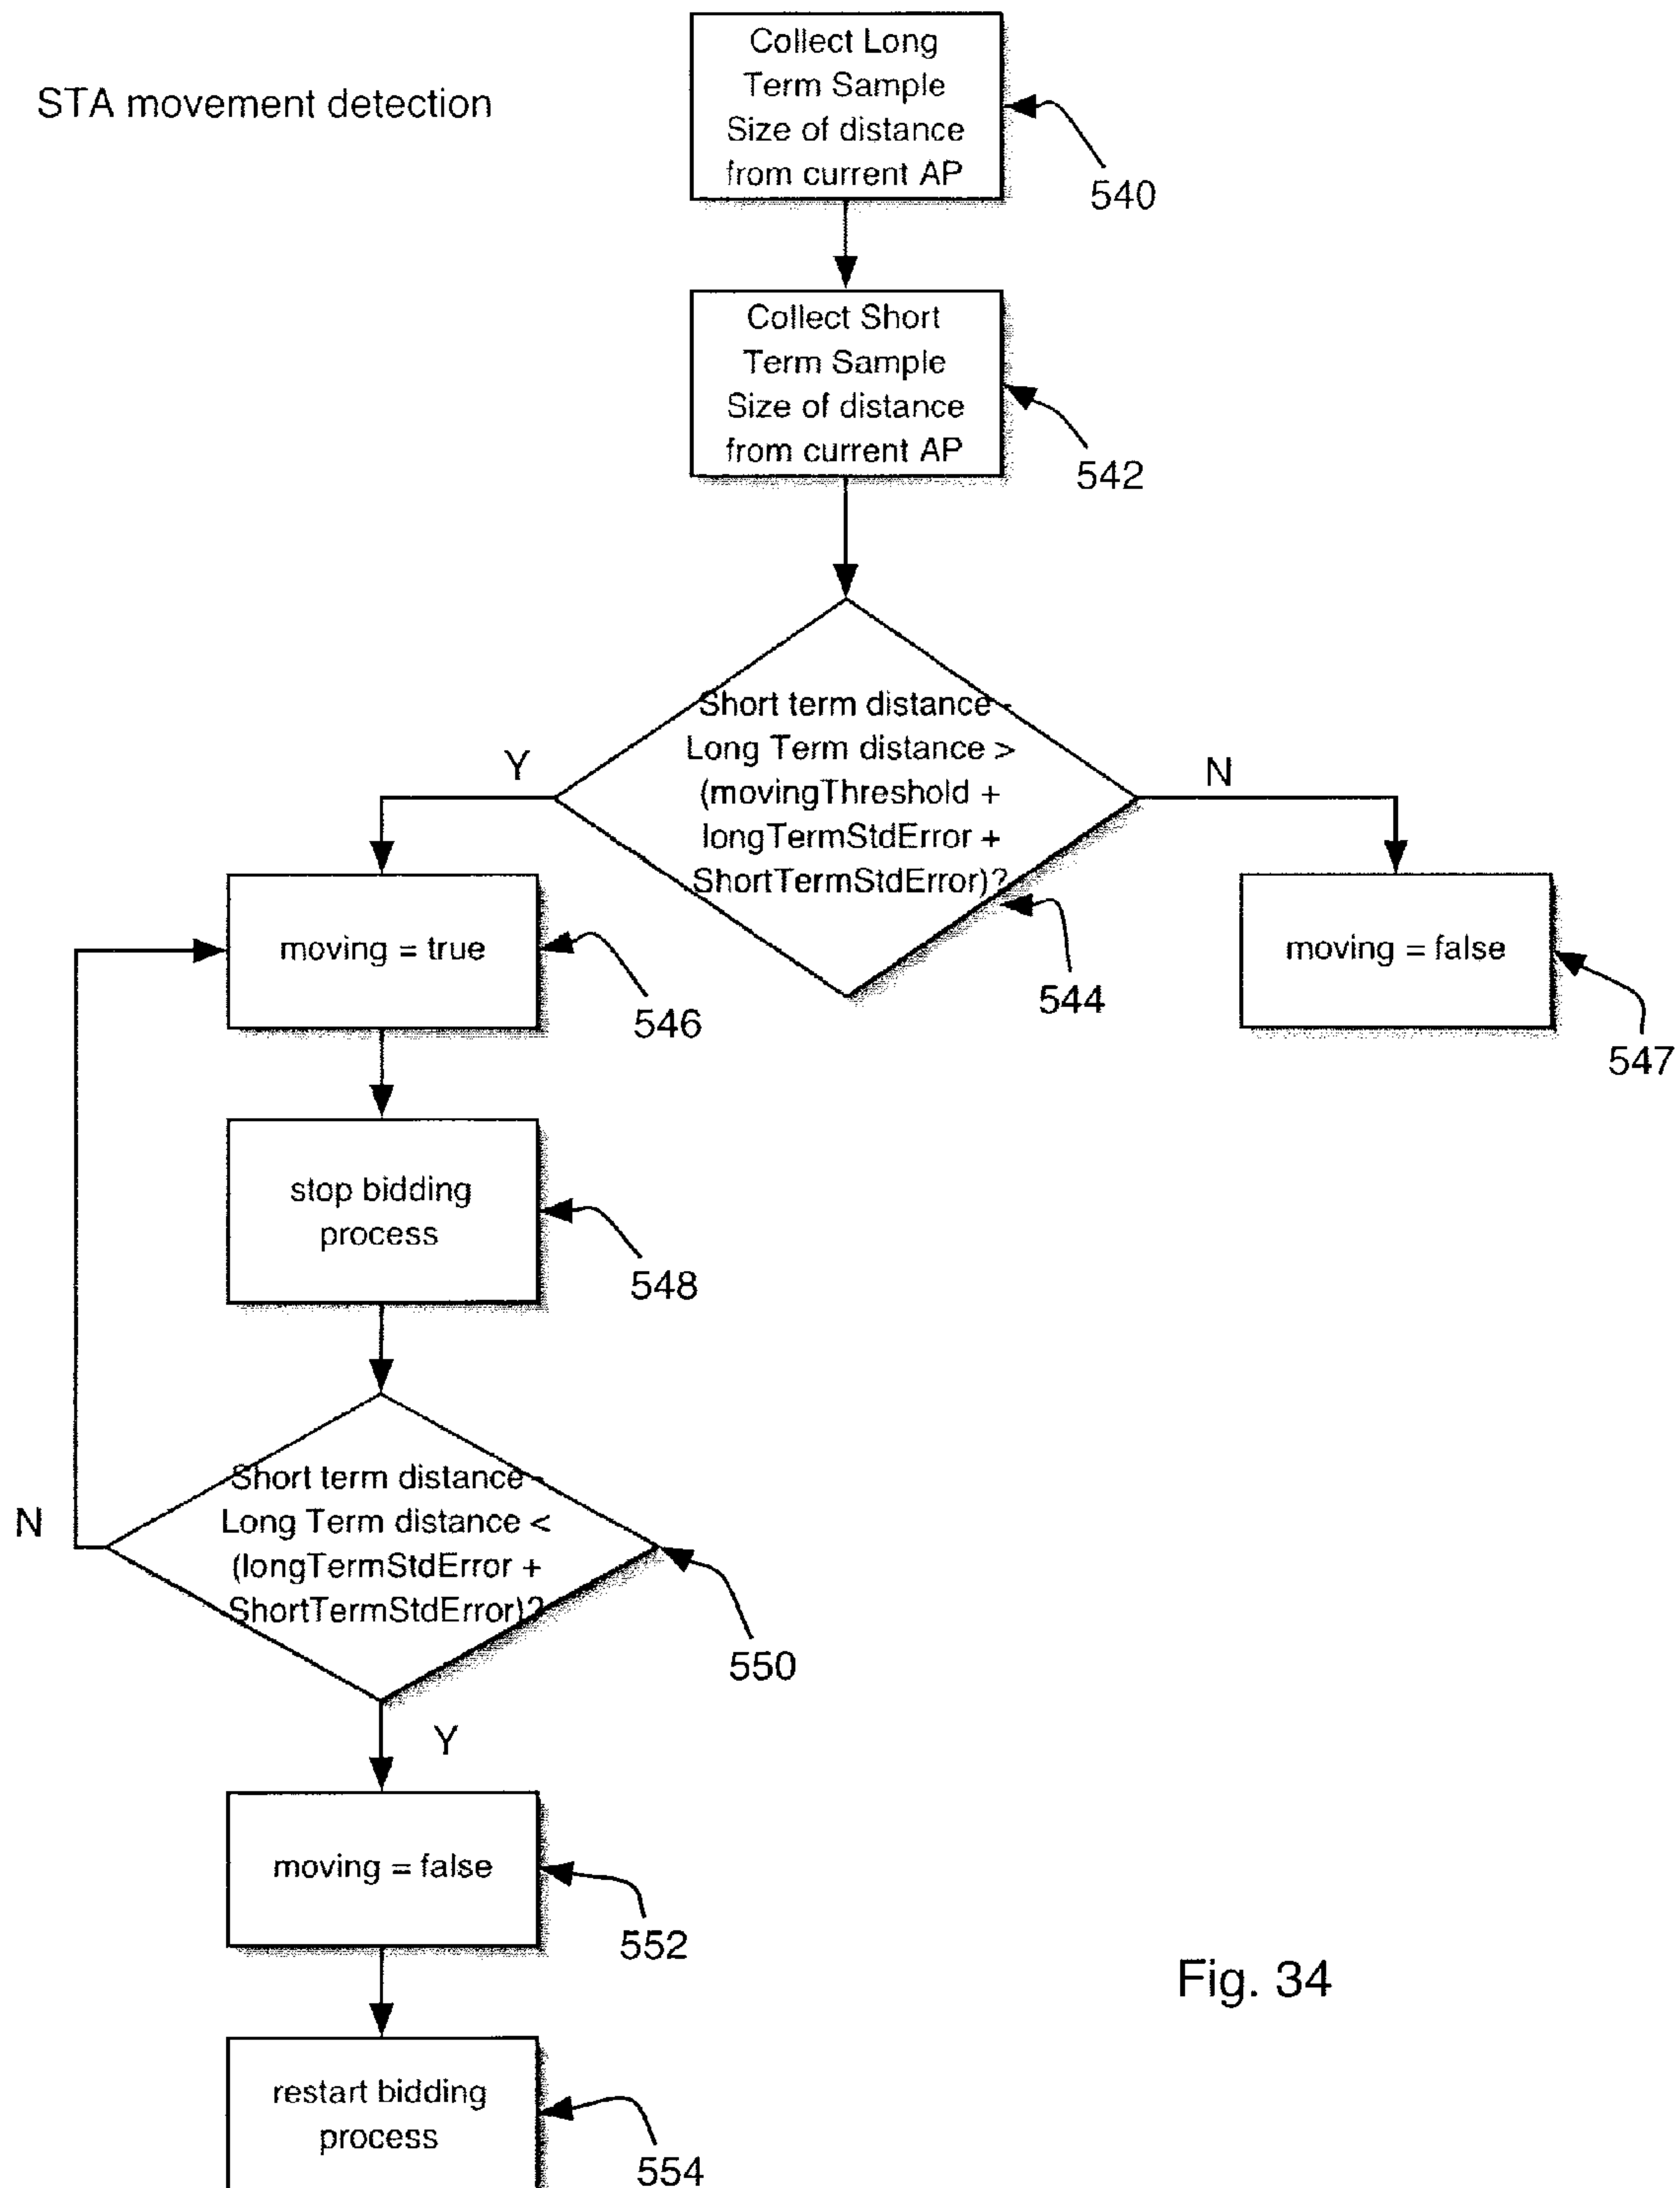 STA movement detection
Collect Long
Term Sample
Size of distance
from current AP
540
Collect Short
Term Sample
Size of distance
from current AP
542
Short term distance -
Long Term distance >
(movingThreshold +
longTermStdError +
ShortTermStdError)?
Y
N
544
moving = true
546
moving = false
547
stop bidding
process
548
Short term distance -
Long Term distance <
(longTermStdError +
ShortTermStdError)?
N
550
Y
moving = false
552
Fig. 34
restart bidding
process
554